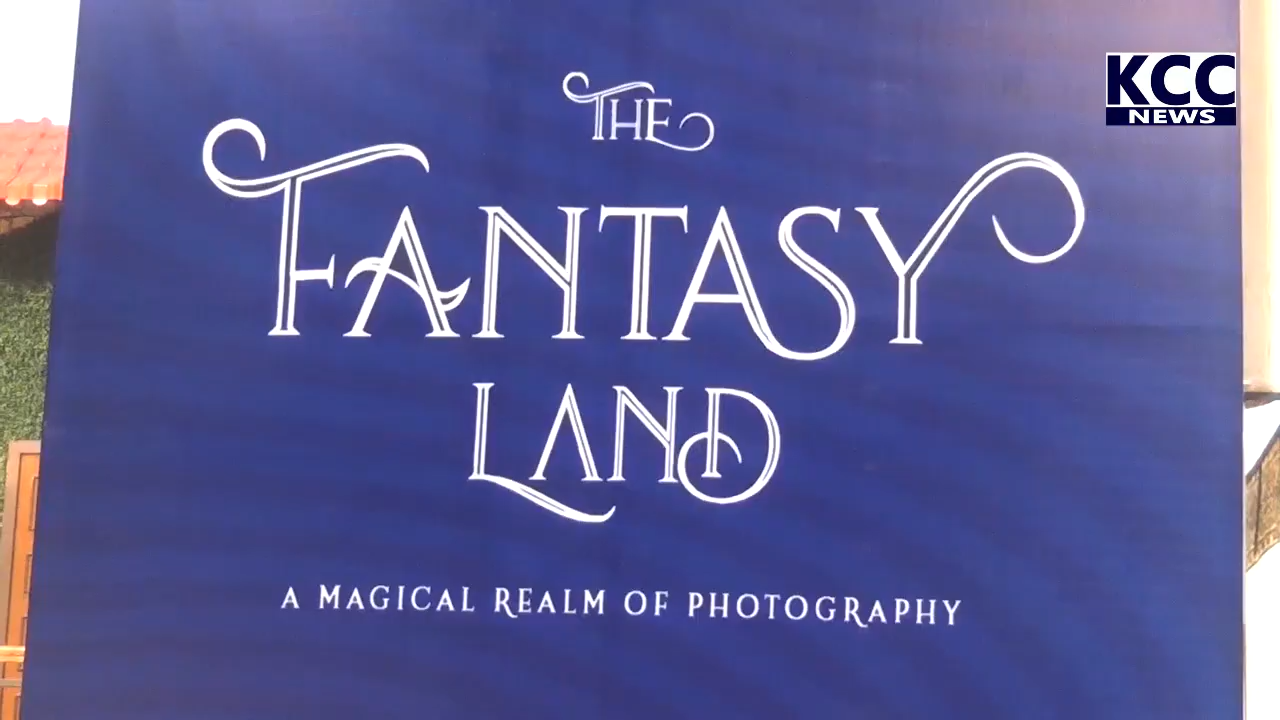 KCC
NEWS
THE
FANTASY
LAND
A MAGICAL REALM OF PHOTOGRAPHY